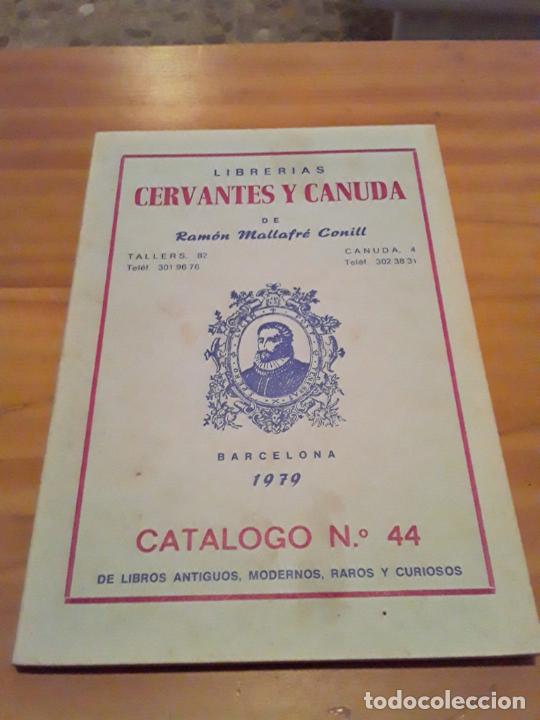 LIBRERIAS
CERVANTES Y CANUDA
DE
Ramón Mallafré Conill
TALLERS, 82
Teléf. 301 96 76
CANUDA, 4
Teléf. 302 38 31
BARCELONA
1979
CATALOGO N.º 44
DE LIBROS ANTIGUOS, MODERNOS, RAROS Y CURIOSOS
todocoleccion